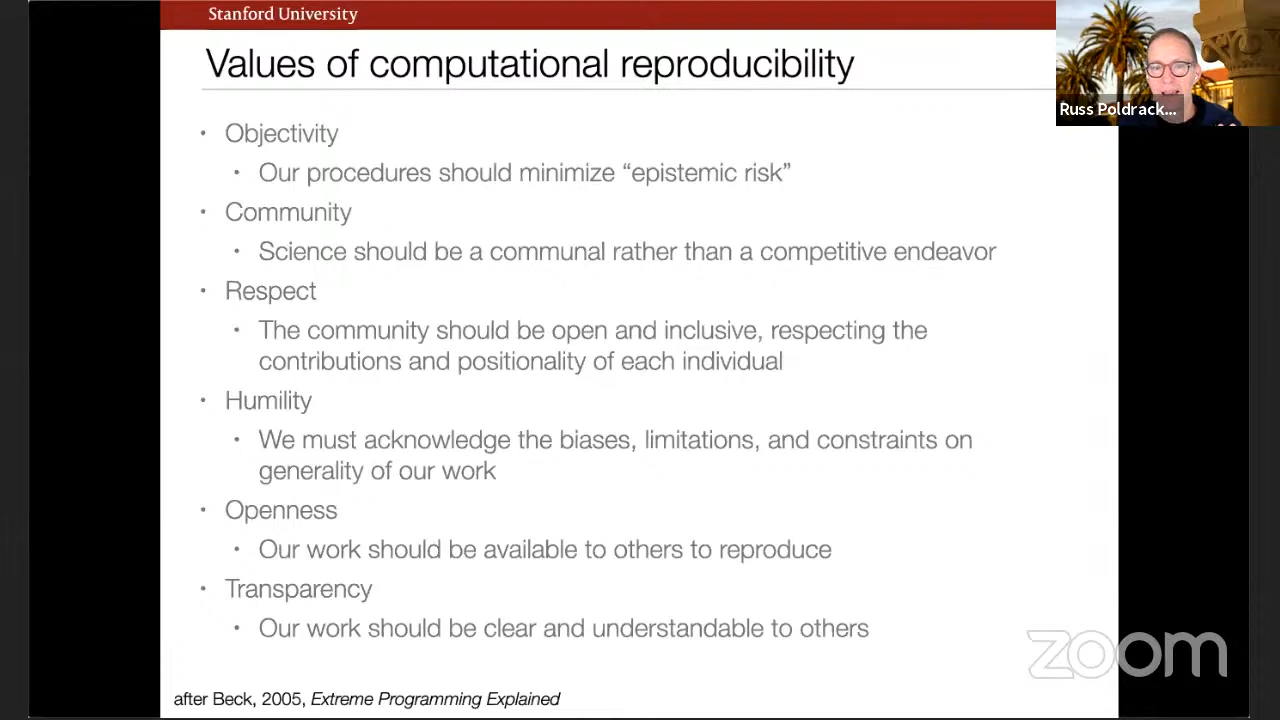 Stanford University
Values of computational reproducibility
Russ Poldrack...
• Objectivity
• Our procedures should minimize “epistemic risk”
• Community
• Science should be a communal rather than a competitive endeavor
• Respect
• The community should be open and inclusive, respecting the
contributions and positionality of each individual
• Humility
• We must acknowledge the biases, limitations, and constraints on
generality of our work
• Openness
• Our work should be available to others to reproduce
• Transparency
• Our work should be clear and understandable to others
zoom
after Beck, 2005, Extreme Programming Explained